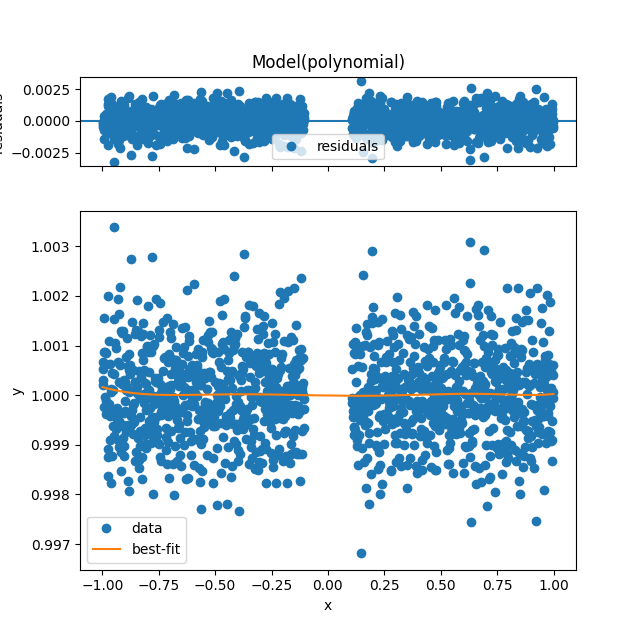 Model(polynomial)
0.0025
0.0000
−0.0025
residuals
residuals
1.003
1.002
1.001
1.000
0.999
0.998
0.997
y
data
best-fit
−1.00 −0.75 −0.50 −0.25 0.00 0.25 0.50 0.75 1.00
x